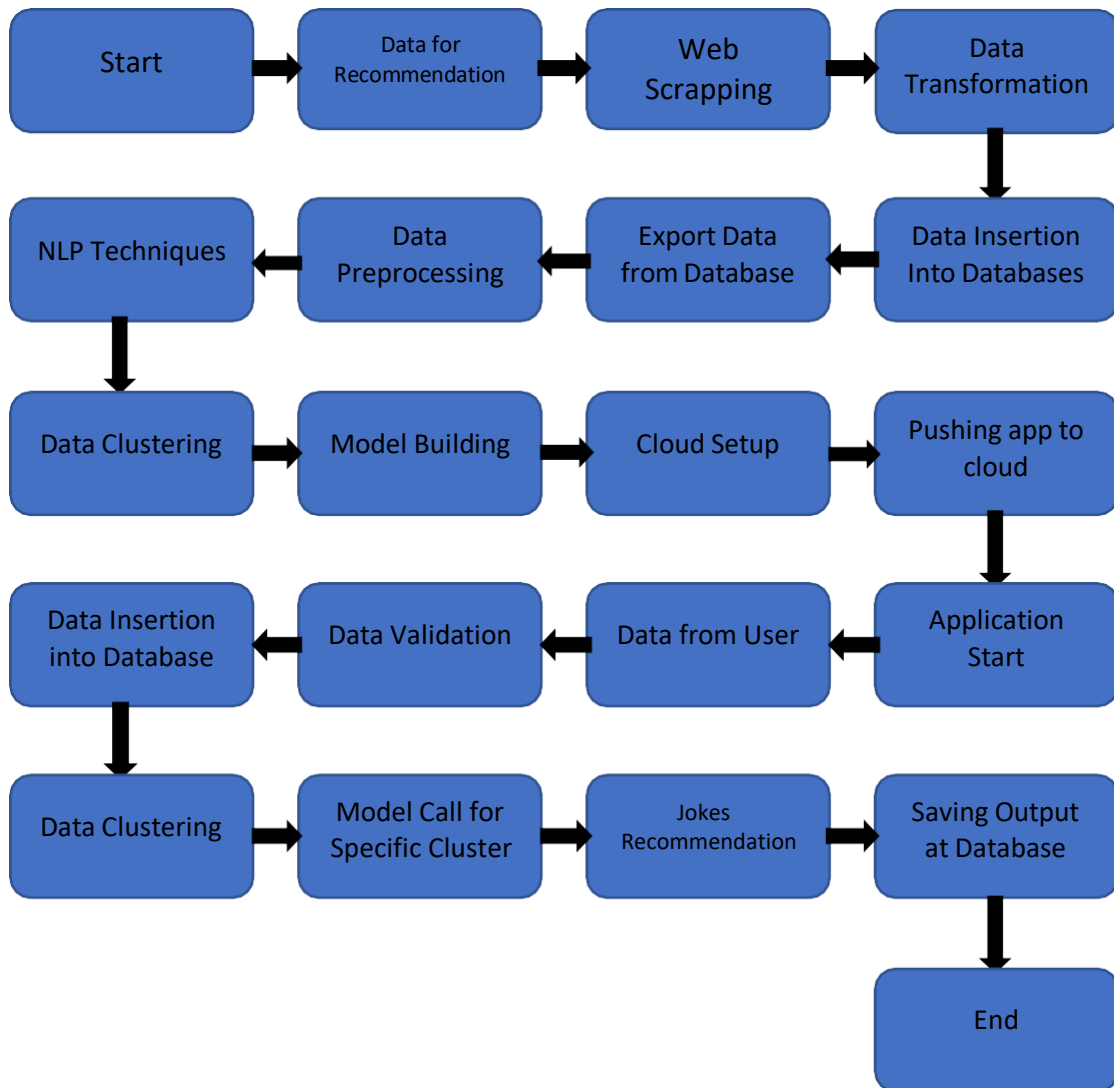 Start
Data for
Recommendation
Web
Scrapping
Data
Transformation
NLP Techniques
Data
Preprocessing
Export Data
from Database
Data Insertion
Into Databases
Data Clustering
Model Building
Cloud Setup
Pushing app to
cloud
Data Insertion
into Database
Data Validation
Data from User
Application
Start
Data Clustering
Model Call for
Specific Cluster
Jokes
Recommendation
Saving Output
at Database
End